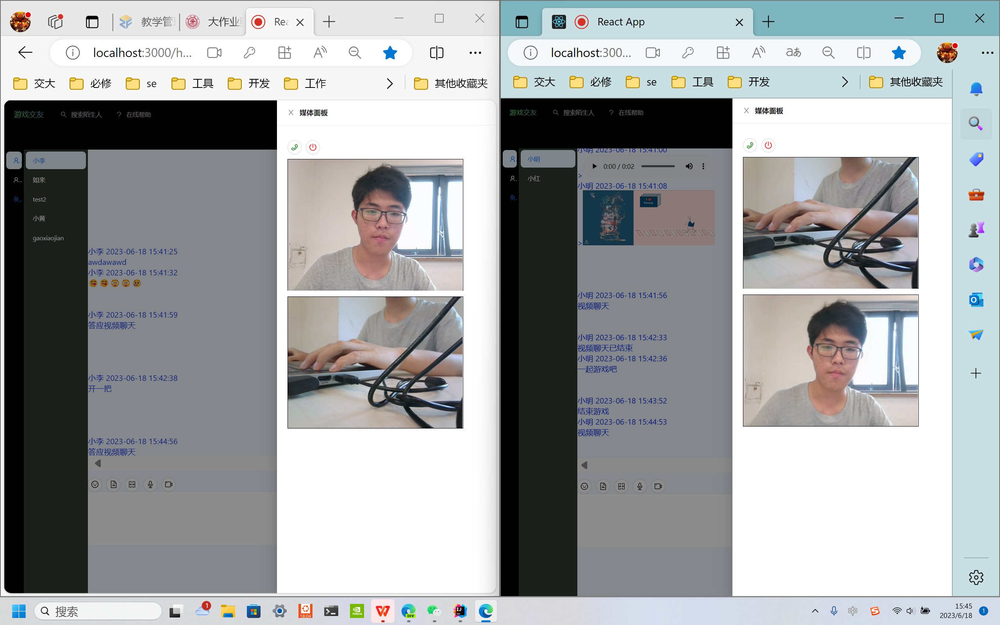 教学管
大作业
Rea
localhost:3000/h...
交大
必修
se
工具
开发
工作
其他收藏夹
游戏交友
搜索陌生人
? 在线帮助
媒体面板
小李
如来
test2
小黄
gaoxiaojian
小李 2023-06-18 15:41:25
awdawawd
小李 2023-06-18 15:41:32
小李 2023-06-18 15:41:59
答应视频聊天
小李 2023-06-18 15:42:38
开一把
小李 2023-06-18 15:44:56
答应视频聊天
React App
localhost:300...
aあ
交大
必修
se
工具
开发
其他收藏夹
游戏交友
搜索陌生人
? 在线帮助
媒体面板
小明
小红
小明 2023-06-18 15:41:00
0:00 / 0:02
>
小明 2023-06-18 15:41:08
>
小明 2023-06-18 15:41:56
视频聊天
小明 2023-06-18 15:42:33
视频聊天已结束
小明 2023-06-18 15:42:36
一起游戏吧
小明 2023-06-18 15:43:52
结束游戏
小明 2023-06-18 15:44:53
视频聊天
搜索
1
18.04
NVIDIA
DEV
IJ
中
15:45
2023/6/18
1